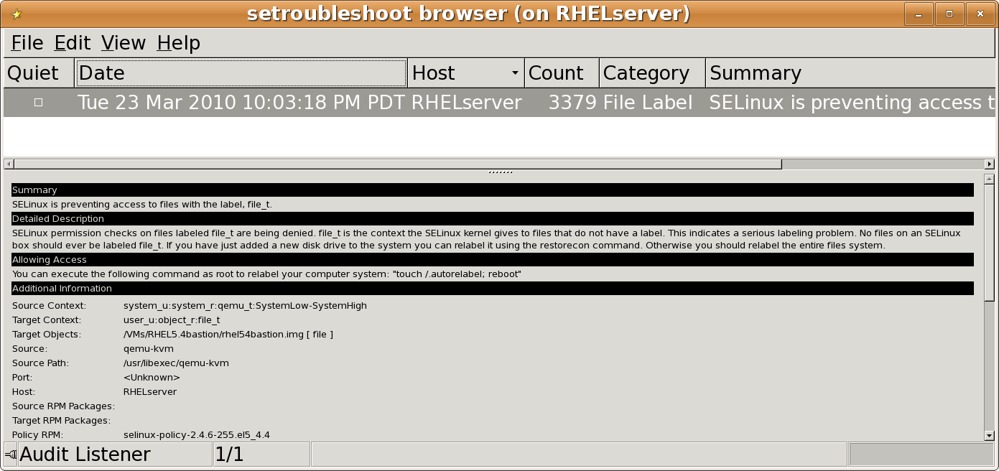 setroubleshoot browser (on RHELserver)
File Edit View Help
Quiet Date Host Count Category Summary
Tue 23 Mar 2010 10:03:18 PM PDT RHELserver 3379 File Label SELinux is preventing access t
Summary
SELinux is preventing access to files with the label, file_t.
Detailed Description
SELinux permission checks on files labeled file_t are being denied. file_t is the context the SELinux kernel gives to files that do not have a label. This indicates a serious labeling problem. No files on an SELinux
box should ever be labeled file_t. If you have just added a new disk drive to the system you can relabel it using the restorecon command. Otherwise you should relabel the entire files system.
Allowing Access
You can execute the following command as root to relabel your computer system: "touch /.autorelabel; reboot"
Additional Information
Source Context: system_u:system_r:qemu_t:SystemLow-SystemHigh
Target Context: user_u:object_r:file_t
Target Objects: /VMs/RHEL5.4bastion/rhel54bastion.img [ file ]
Source: qemu-kvm
Source Path: /usr/libexec/qemu-kvm
Port: <Unknown>
Host: RHELserver
Source RPM Packages:
Target RPM Packages:
Policy RPM: selinux-policy-2.4.6-255.el5_4.4
Audit Listener 1/1